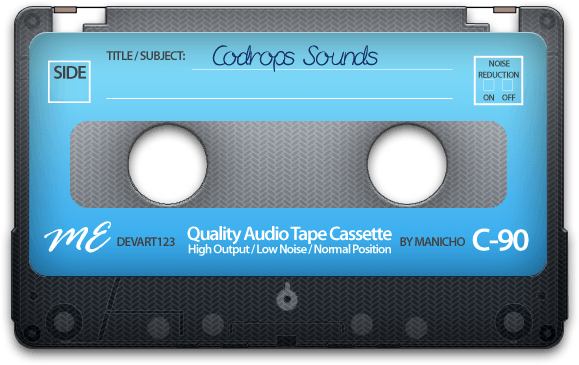 SIDE
TITLE / SUBJECT: Codrops Sounds
NOISE
REDUCTION
ON OFF
ME DEVART123 Quality Audio Tape Cassette BY MANICHO C-90
High Output / Low Noise / Normal Position